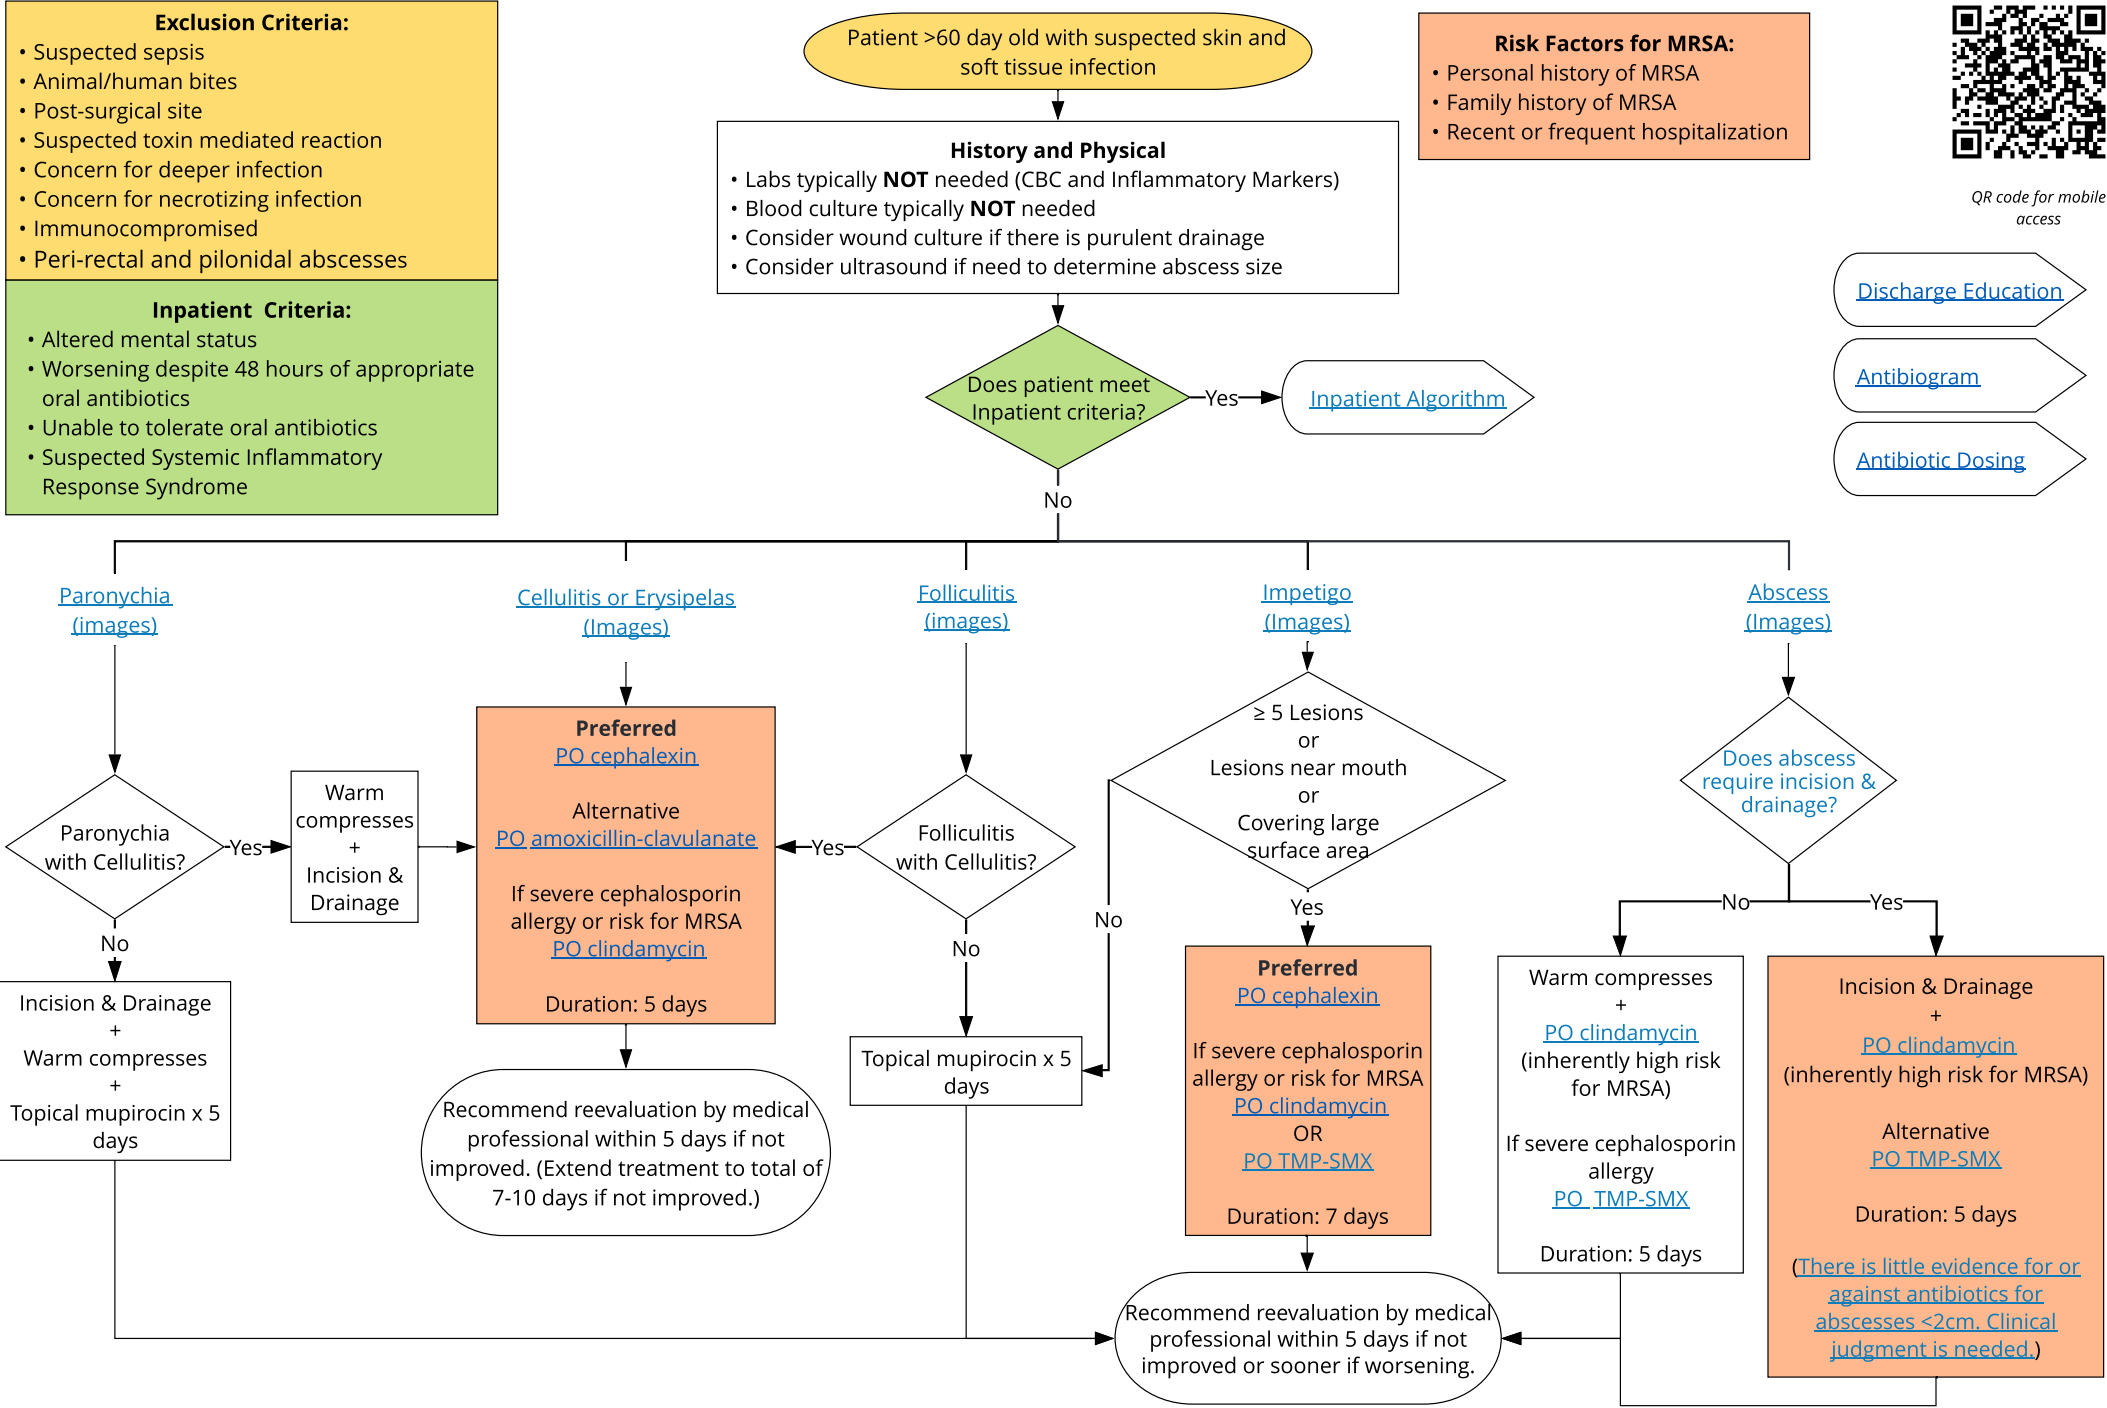 Exclusion Criteria:
• Suspected sepsis
• Animal/human bites
• Post-surgical site
• Suspected toxin mediated reaction
• Concern for deeper infection
• Concern for necrotizing infection
• Immunocompromised
• Peri-rectal and pilonidal abscesses
Inpatient  Criteria:
• Altered mental status
• Worsening despite 48 hours of appropriate
oral antibiotics
• Unable to tolerate oral antibiotics
• Suspected Systemic Inflammatory
Response Syndrome
Patient >60 day old with suspected skin and
soft tissue infection
History and Physical
• Labs typically NOT needed (CBC and Inflammatory Markers)
• Blood culture typically NOT needed
• Consider wound culture if there is purulent drainage
• Consider ultrasound if need to determine abscess size
Risk Factors for MRSA:
• Personal history of MRSA
• Family history of MRSA
• Recent or frequent hospitalization
QR code for mobile
access
Discharge Education
Antibiogram
Antibiotic Dosing
Does patient meet
Inpatient criteria?
Yes
Inpatient Algorithm
No
Paronychia
(images)
Paronychia
with Cellulitis?
Yes
Warm
compresses
+
Incision &
Drainage
No
Incision & Drainage
+
Warm compresses
+
Topical mupirocin x 5
days
Cellulitis or Erysipelas
(Images)
Preferred
PO cephalexin
Alternative
PO amoxicillin-clavulanate
If severe cephalosporin
allergy or risk for MRSA
PO clindamycin
Duration: 5 days
Recommend reevaluation by medical
professional within 5 days if not
improved. (Extend treatment to total of
7-10 days if not improved.)
Folliculitis
(images)
Folliculitis
with Cellulitis?
Yes
No
Topical mupirocin x 5
days
Impetigo
(Images)
≥ 5 Lesions
or
Lesions near mouth
or
Covering large
surface area
No
Yes
Preferred
PO cephalexin
If severe cephalosporin
allergy or risk for MRSA
PO clindamycin
OR
PO TMP-SMX
Duration: 7 days
Recommend reevaluation by medical
professional within 5 days if not
improved or sooner if worsening.
Abscess
(Images)
Does abscess
require incision &
drainage?
No
Yes
Warm compresses
+
PO clindamycin
(inherently high risk
for MRSA)
If severe cephalosporin
allergy
PO  TMP-SMX
Duration: 5 days
Incision & Drainage
+
PO clindamycin
(inherently high risk for MRSA)
Alternative
PO TMP-SMX
Duration: 5 days
(There is little evidence for or
against antibiotics for
abscesses <2cm. Clinical
judgment is needed.)